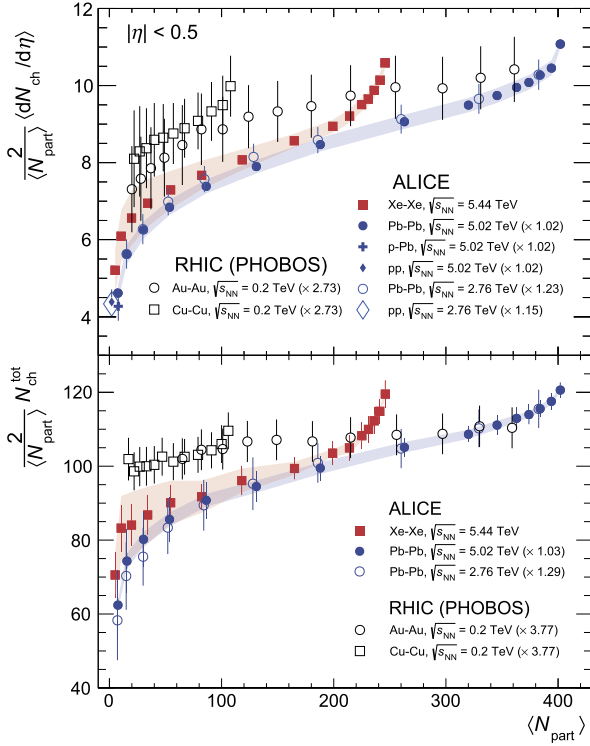 |η| < 0.5
2/⟨N_part⟩ ⟨dN_ch/dη⟩
12
10
8
6
4
ALICE
Xe-Xe, √s_NN = 5.44 TeV
Pb-Pb, √s_NN = 5.02 TeV (× 1.02)
p-Pb, √s_NN = 5.02 TeV (× 1.02)
pp, √s_NN = 5.02 TeV (× 1.02)
Pb-Pb, √s_NN = 2.76 TeV (× 1.23)
pp, √s_NN = 2.76 TeV (× 1.15)
RHIC (PHOBOS)
Au-Au, √s_NN = 0.2 TeV (× 2.73)
Cu-Cu, √s_NN = 0.2 TeV (× 2.73)
2/⟨N_part⟩ N_ch^tot
120
100
80
60
40
ALICE
Xe-Xe, √s_NN = 5.44 TeV
Pb-Pb, √s_NN = 5.02 TeV (× 1.03)
Pb-Pb, √s_NN = 2.76 TeV (× 1.29)
RHIC (PHOBOS)
Au-Au, √s_NN = 0.2 TeV (× 3.77)
Cu-Cu, √s_NN = 0.2 TeV (× 3.77)
0 100 200 300 400
⟨N_part⟩